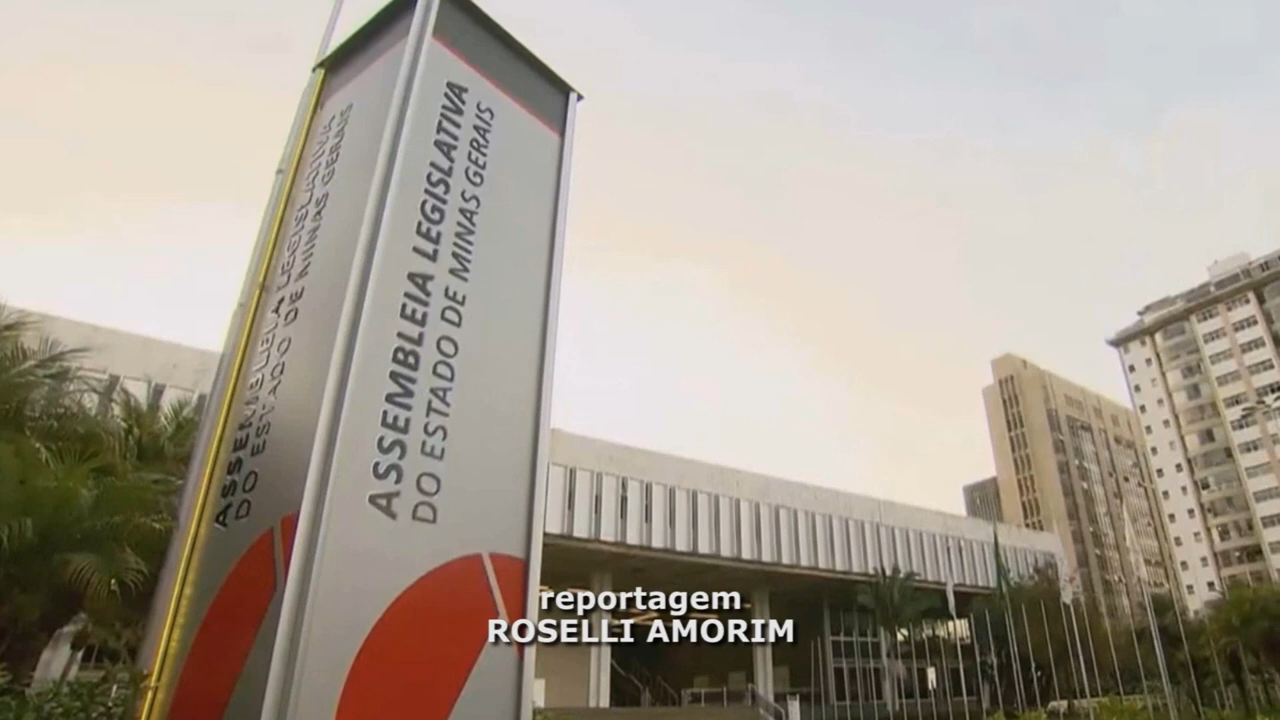 ASSEMBLEIA LEGISLATIVA
DO ESTADO DE MINAS GERAIS
ASSEMBLEIA LEGISLATIVA
DO ESTADO DE MINAS GERAIS
reportagem
ROSELLI AMORIM